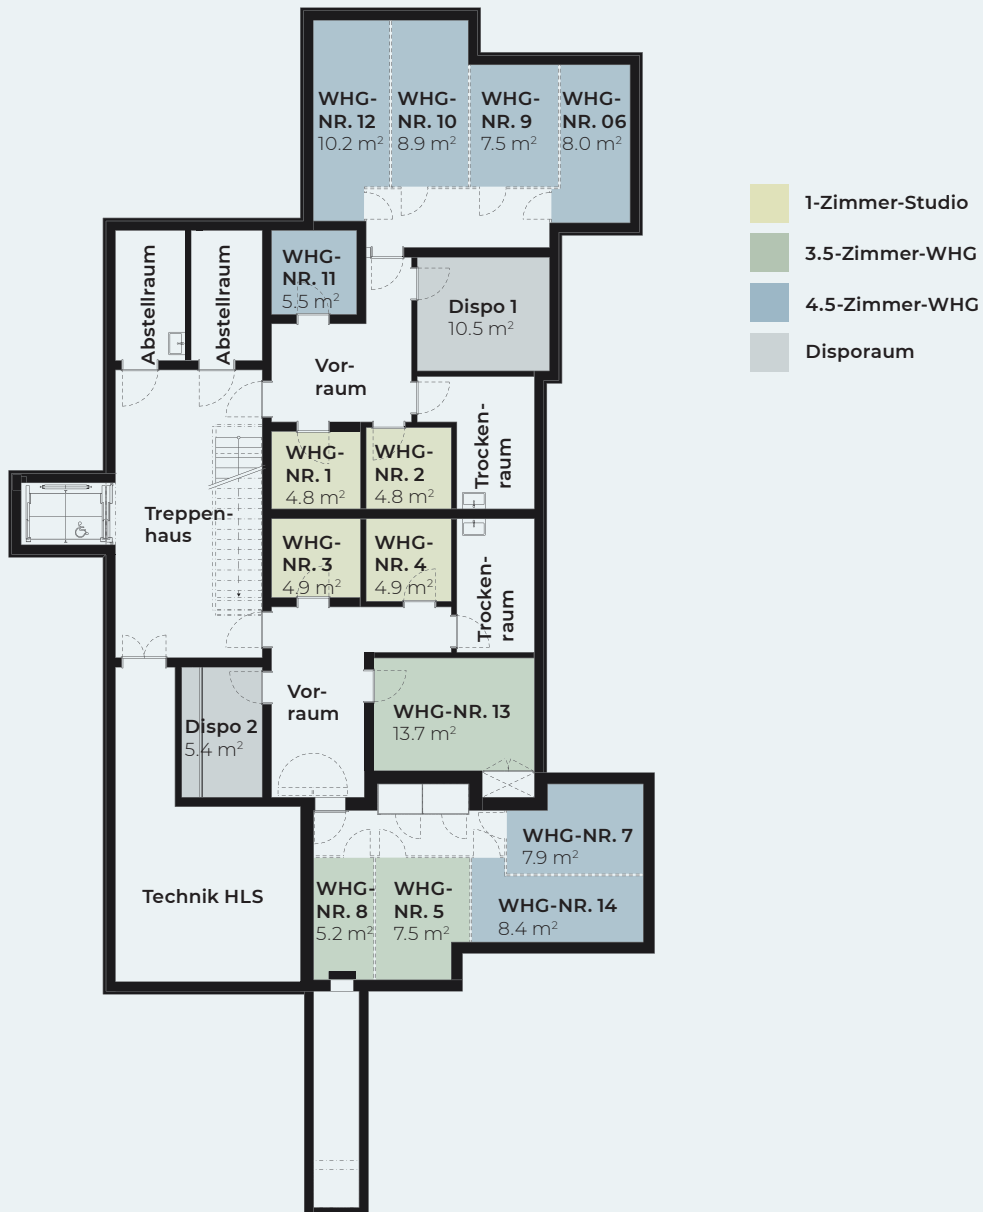 WHG-
NR. 12
10.2 m²
WHG-
NR. 10
8.9 m²
WHG-
NR. 9
7.5 m²
WHG-
NR. 06
8.0 m²
1-Zimmer-Studio
3.5-Zimmer-WHG
4.5-Zimmer-WHG
Disporaum
Abstellraum
Abstellraum
WHG-
NR. 11
5.5 m²
Dispo 1
10.5 m²
Vor-
raum
Trocken-
raum
WHG-
NR. 1
4.8 m²
WHG-
NR. 2
4.8 m²
Treppen-
haus
WHG-
NR. 3
4.9 m²
WHG-
NR. 4
4.9 m²
Trocken-
raum
Vor-
raum
Dispo 2
5.4 m²
WHG-NR. 13
13.7 m²
WHG-NR. 7
7.9 m²
Technik HLS
WHG-
NR. 8
5.2 m²
WHG-
NR. 5
7.5 m²
WHG-NR. 14
8.4 m²